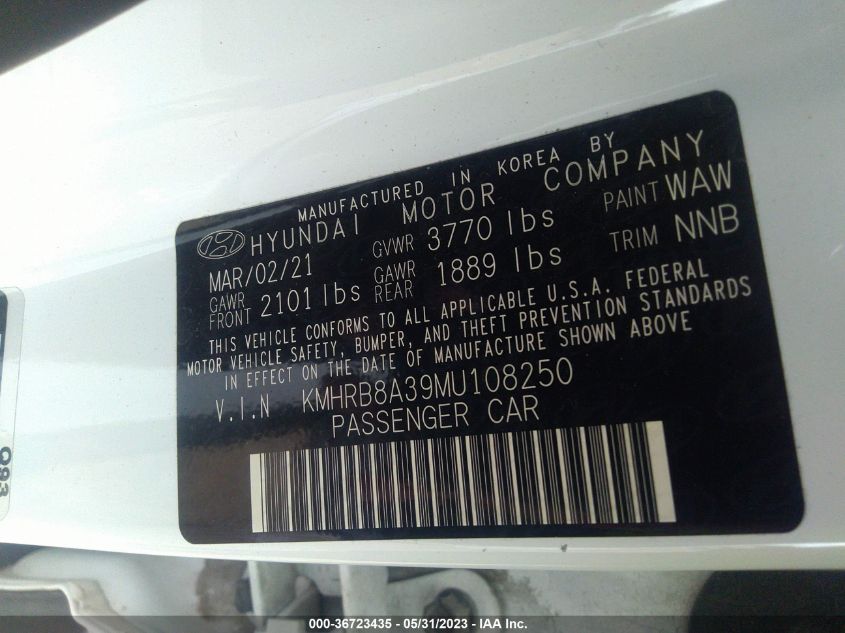 MANUFACTURED IN KOREA BY
HYUNDAI MOTOR COMPANY
MAR/02/21 GVWR 3770 lbs PAINT WAW
GAWR FRONT 2101 lbs GAWR REAR 1889 lbs TRIM NNB
THIS VEHICLE CONFORMS TO ALL APPLICABLE U.S.A. FEDERAL
MOTOR VEHICLE SAFETY, BUMPER, AND THEFT PREVENTION STANDARDS
IN EFFECT ON THE DATE OF MANUFACTURE SHOWN ABOVE
V.I.N KMHRB8A39MU108250
PASSENGER CAR
000-36723435 - 05/31/2023 - IAA Inc.